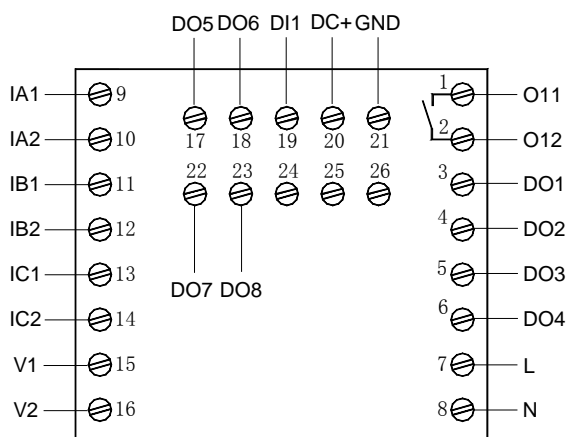 DO5 DO6 DI1 DC+ GND
IA1 9 1 O11
17 18 19 20 21
IA2 10 2 O12
22 23 24 25 26
IB1 11 3 DO1
IB2 12 4 DO2
IC1 13 5 DO3
DO7 DO8
IC2 14 6 DO4
V1 15 7 L
V2 16 8 N